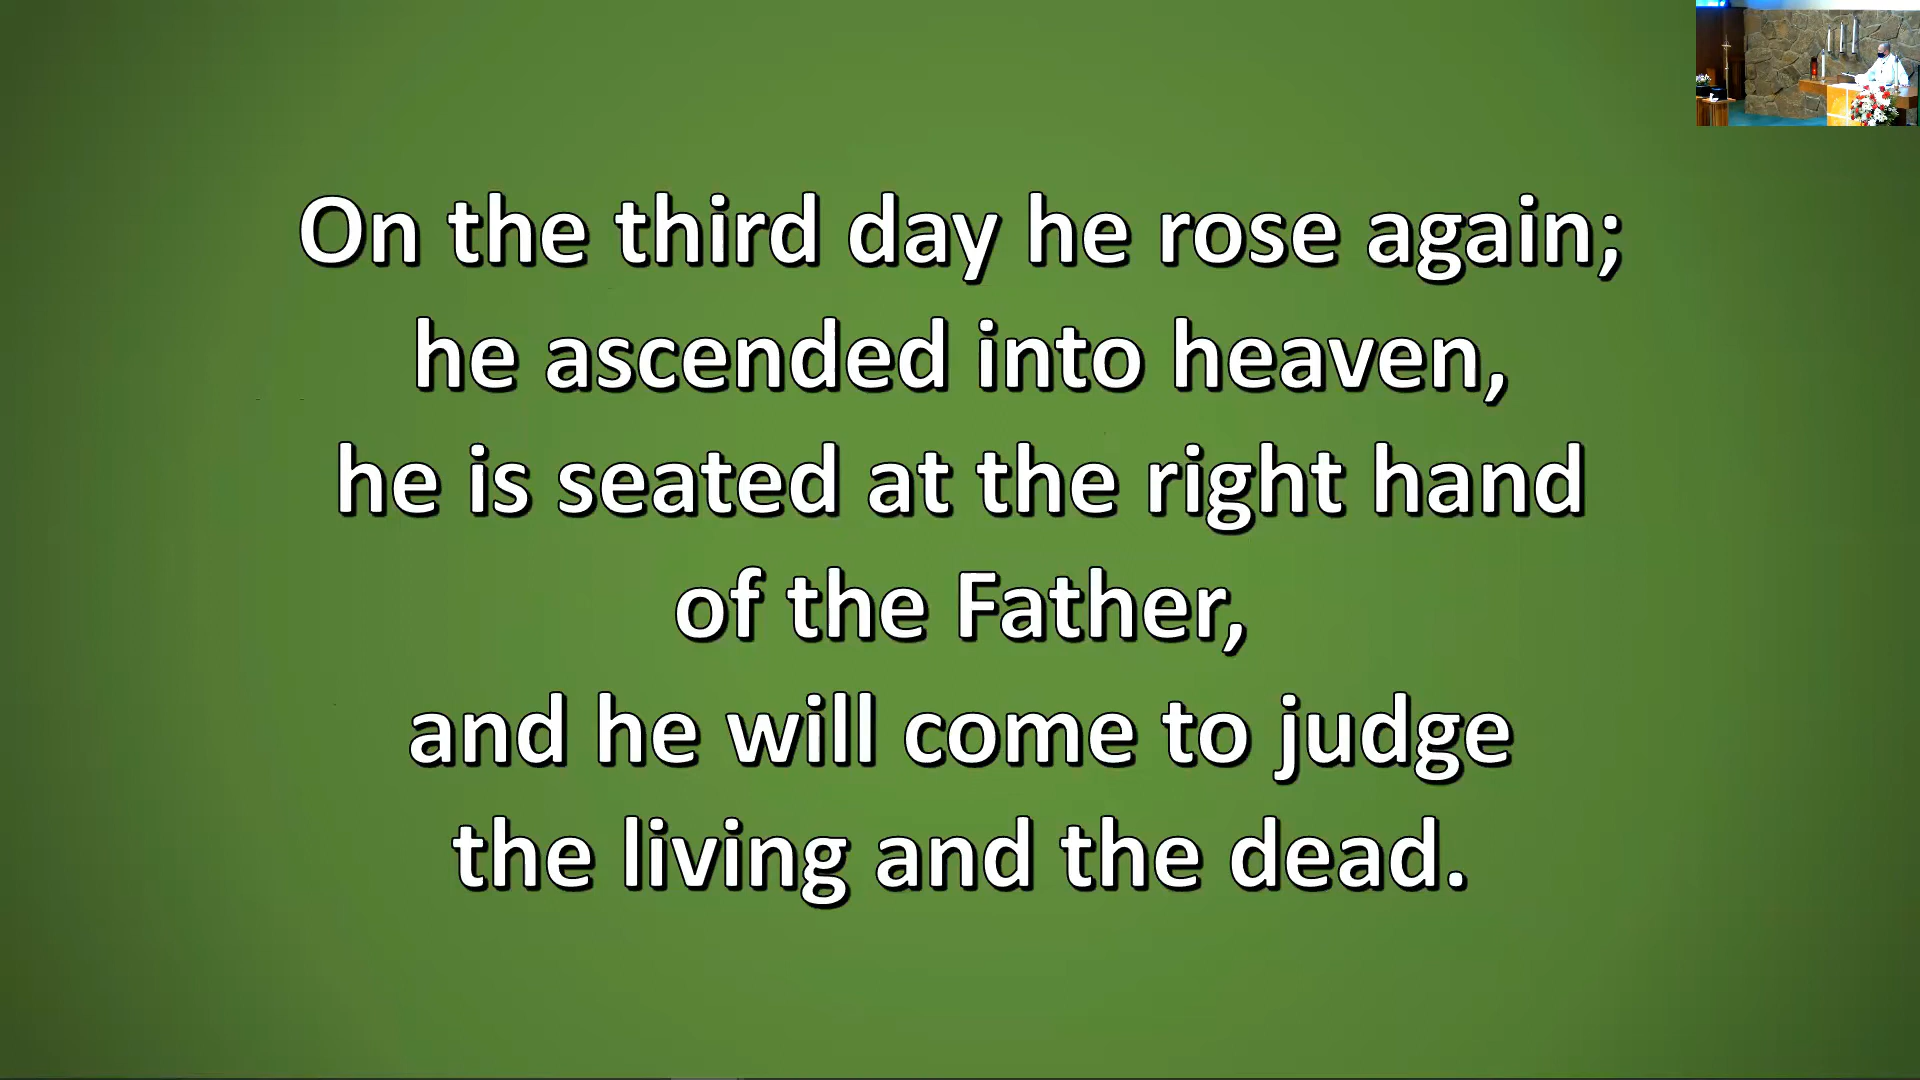 On the third day he rose again;
he ascended into heaven,
he is seated at the right hand
of the Father,
and he will come to judge
the living and the dead.